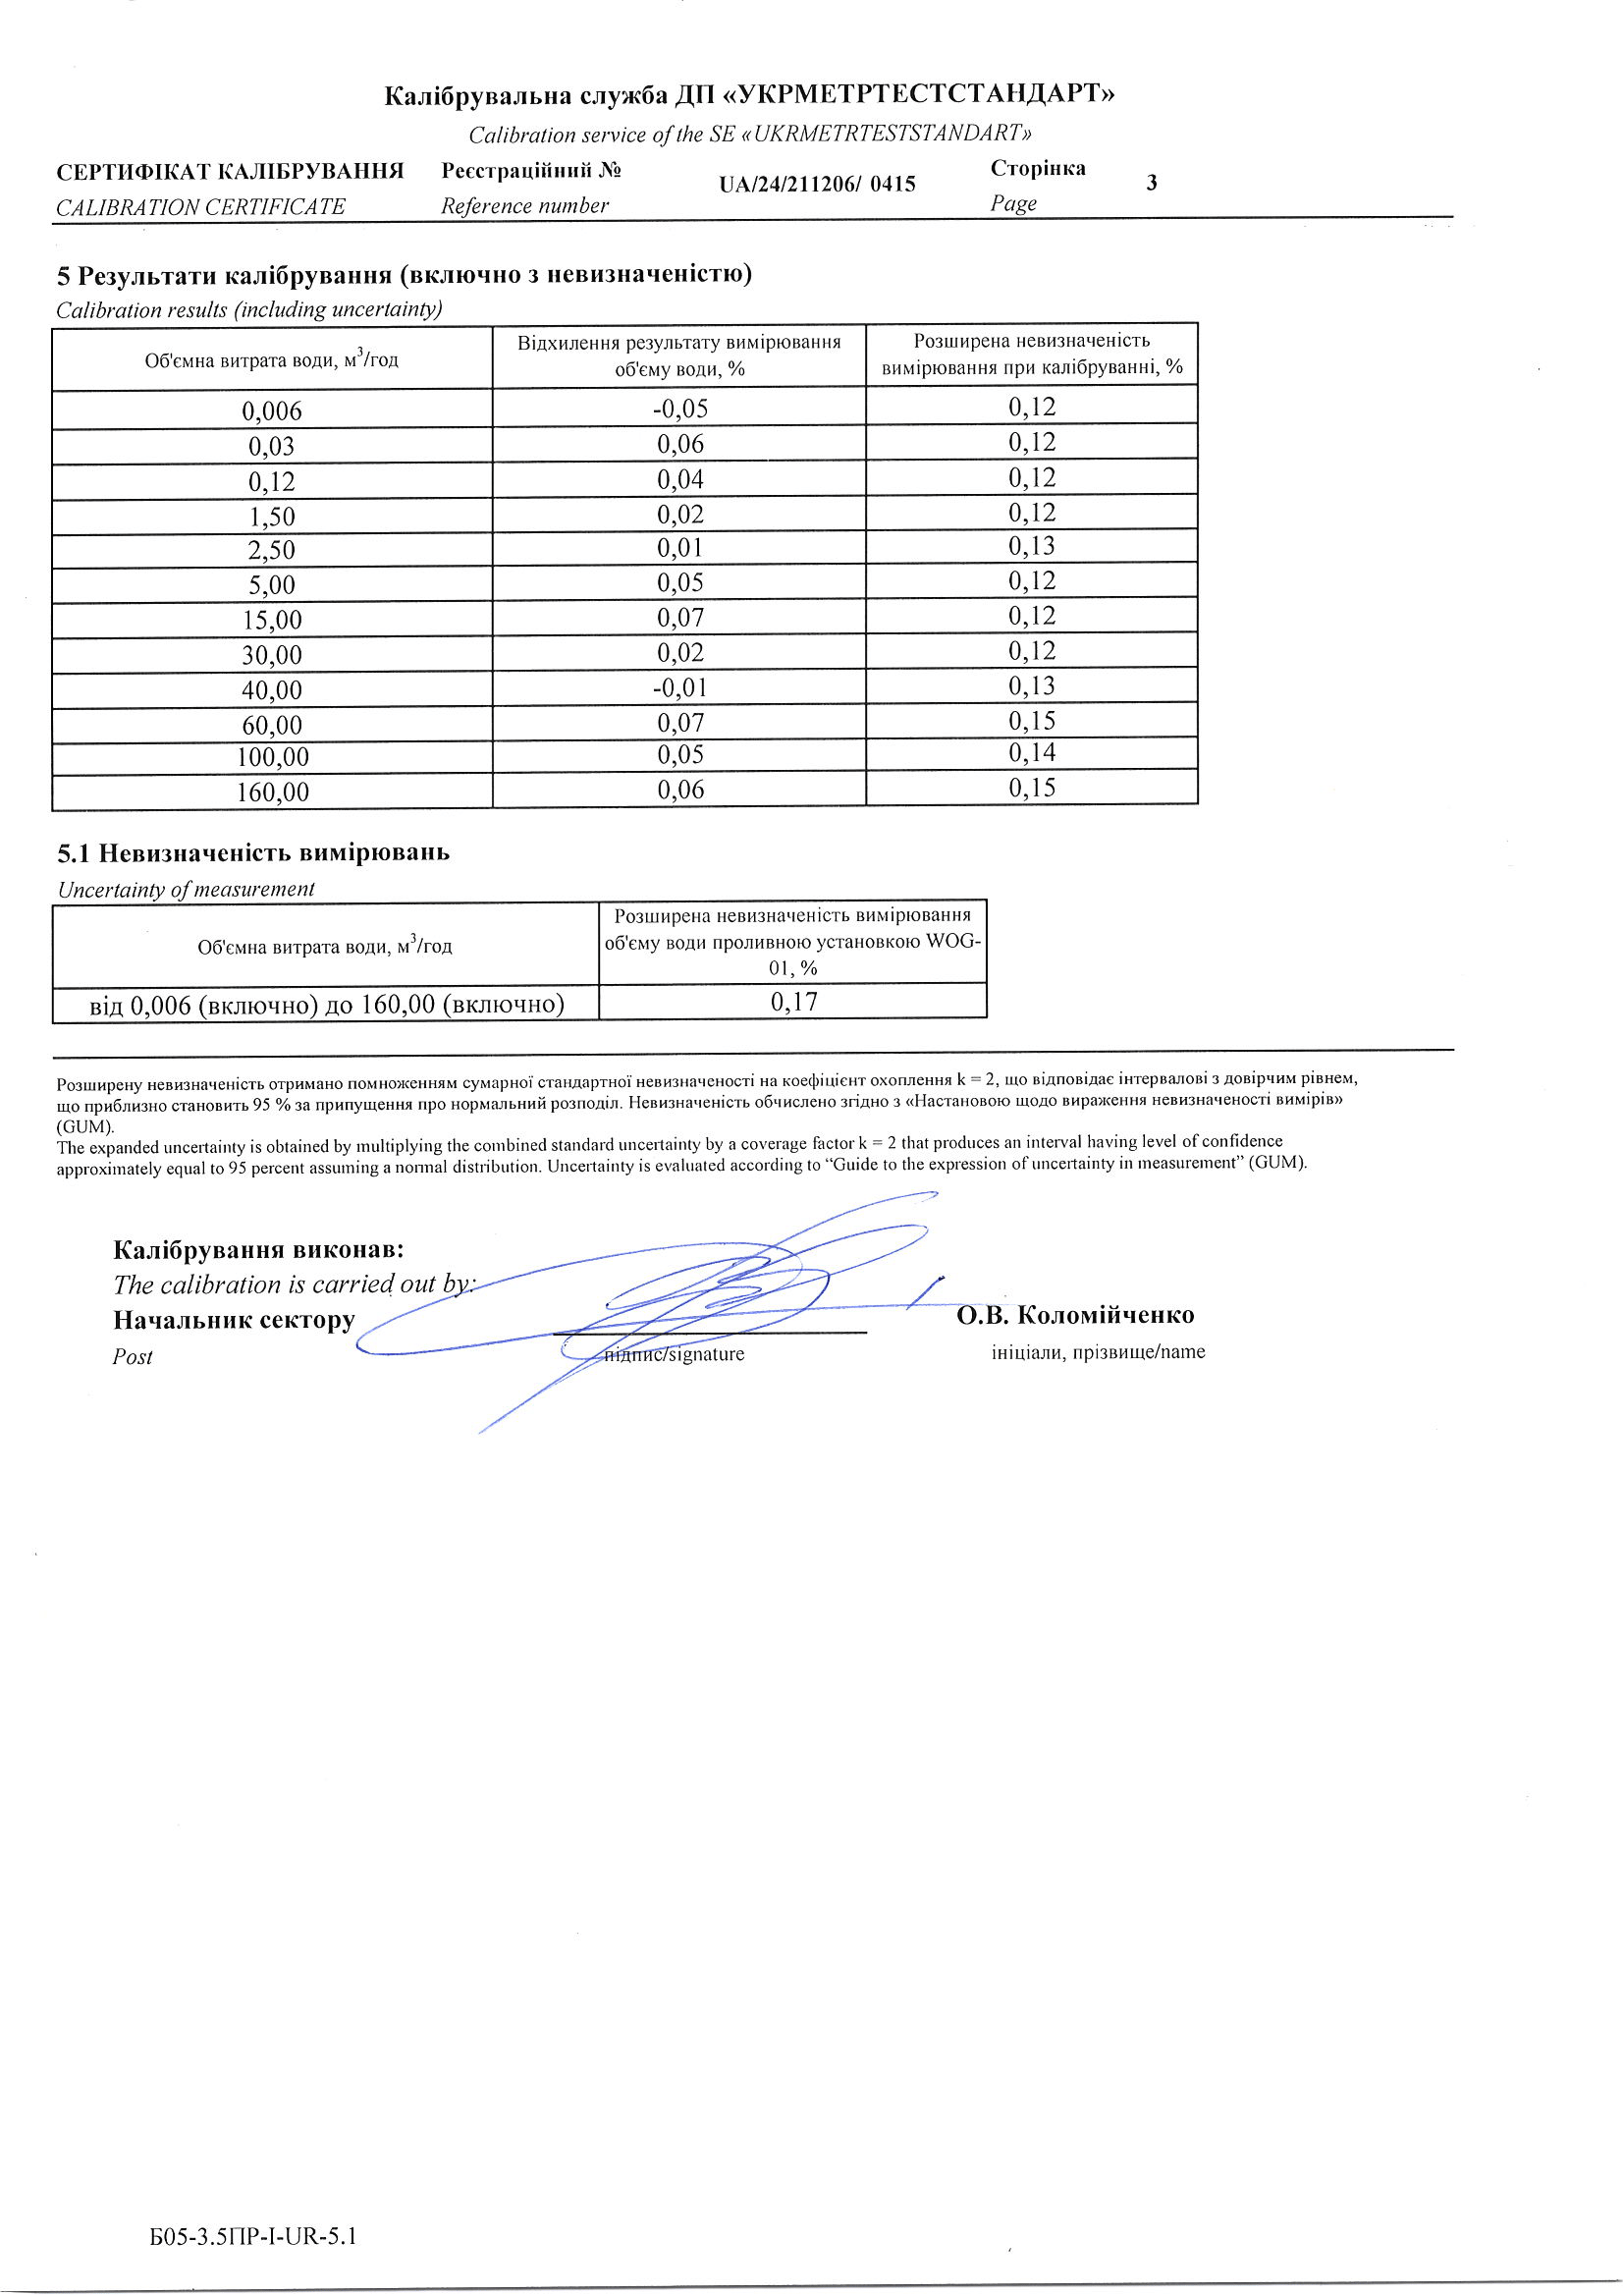 Калібрувальна служба ДП «УКРМЕТРТЕСТСТАНДАРТ»
Calibration service of the SE «UKRMETRTESTSTANDART»
СЕРТИФІКАТ КАЛІБРУВАННЯ Реєстраційний № UA/24/211206/ 0415 Сторінка 3
CALIBRATION CERTIFICATE Reference number Page
5 Результати калібрування (включно з невизначеністю)
Calibration results (including uncertainty)
Об'ємна витрата води, м³/год Відхилення результату вимірювання об'єму води, % Розширена невизначеність вимірювання при калібруванні, %
0,006 -0,05 0,12
0,03 0,06 0,12
0,12 0,04 0,12
1,50 0,02 0,12
2,50 0,01 0,13
5,00 0,05 0,12
15,00 0,07 0,12
30,00 0,02 0,12
40,00 -0,01 0,13
60,00 0,07 0,15
100,00 0,05 0,14
160,00 0,06 0,15
5.1 Невизначеність вимірювань
Uncertainty of measurement
Об'ємна витрата води, м³/год Розширена невизначеність вимірювання об'єму води проливною установкою WOG-01, %
від 0,006 (включно) до 160,00 (включно) 0,17
Розширену невизначеність отримано помноженням сумарної стандартної невизначеності на коефіцієнт охоплення k = 2, що відповідає інтервалові з довірчим рівнем,
що приблизно становить 95 % за припущення про нормальний розподіл. Невизначеність обчислено згідно з «Настановою щодо вираження невизначеності вимірів»
(GUM).
The expanded uncertainty is obtained by multiplying the combined standard uncertainty by a coverage factor k = 2 that produces an interval having level of confidence
approximately equal to 95 percent assuming a normal distribution. Uncertainty is evaluated according to “Guide to the expression of uncertainty in measurement” (GUM).
Калібрування виконав:
The calibration is carried out by:
Начальник сектору О.В. Коломійченко
Post підпис/signature ініціали, прізвище/name
Б05-3.5ПР-I-UR-5.1